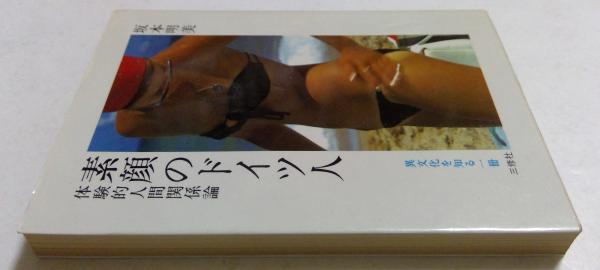 坂本明美
素顔のドイツ人
体験的人間関係論
異文化を知る一冊
三修社